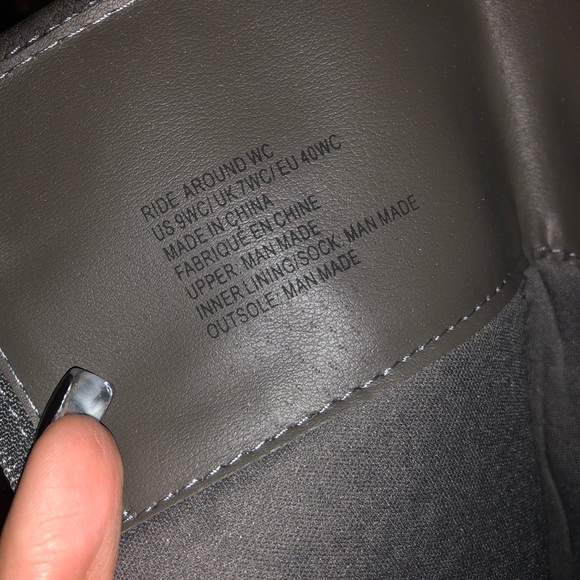 RIDE AROUND WC
US 9WC/ UK 7WC/ EU 40WC
MADE IN CHINA
FABRIQUÉ EN CHINE
UPPER: MAN MADE
INNER LINING/SOCK: MAN MADE
OUTSOLE: MAN MADE